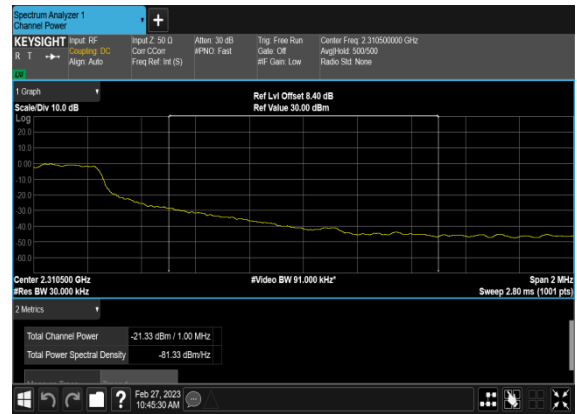 Spectrum Analyzer 1
Channel Power
+
KEYSIGHT Input: RF Input Z: 50 Ω Atten: 30 dB Trig: Free Run Center Freq: 2.310500000 GHz
R T Coupling: DC Corr CCorr #PNO: Fast Gate: Off Avg|Hold: 500/500
Align: Auto Freq Ref: Int (S) #IF Gain: Low Radio Std: None
1 Graph
Ref Lvl Offset 8.40 dB
Scale/Div 10.0 dB Ref Value 30.00 dBm
Log
20.0
10.0
0.00
-10.0
-20.0
-30.0
-40.0
-50.0
-60.0
Center 2.310500 GHz #Video BW 91.000 kHz* Span 2 MHz
#Res BW 30.000 kHz Sweep 2.80 ms (1001 pts)
2 Metrics
Total Channel Power -21.33 dBm / 1.00 MHz
Total Power Spectral Density -81.33 dBm/Hz
?
Feb 27, 2023
10:45:30 AM